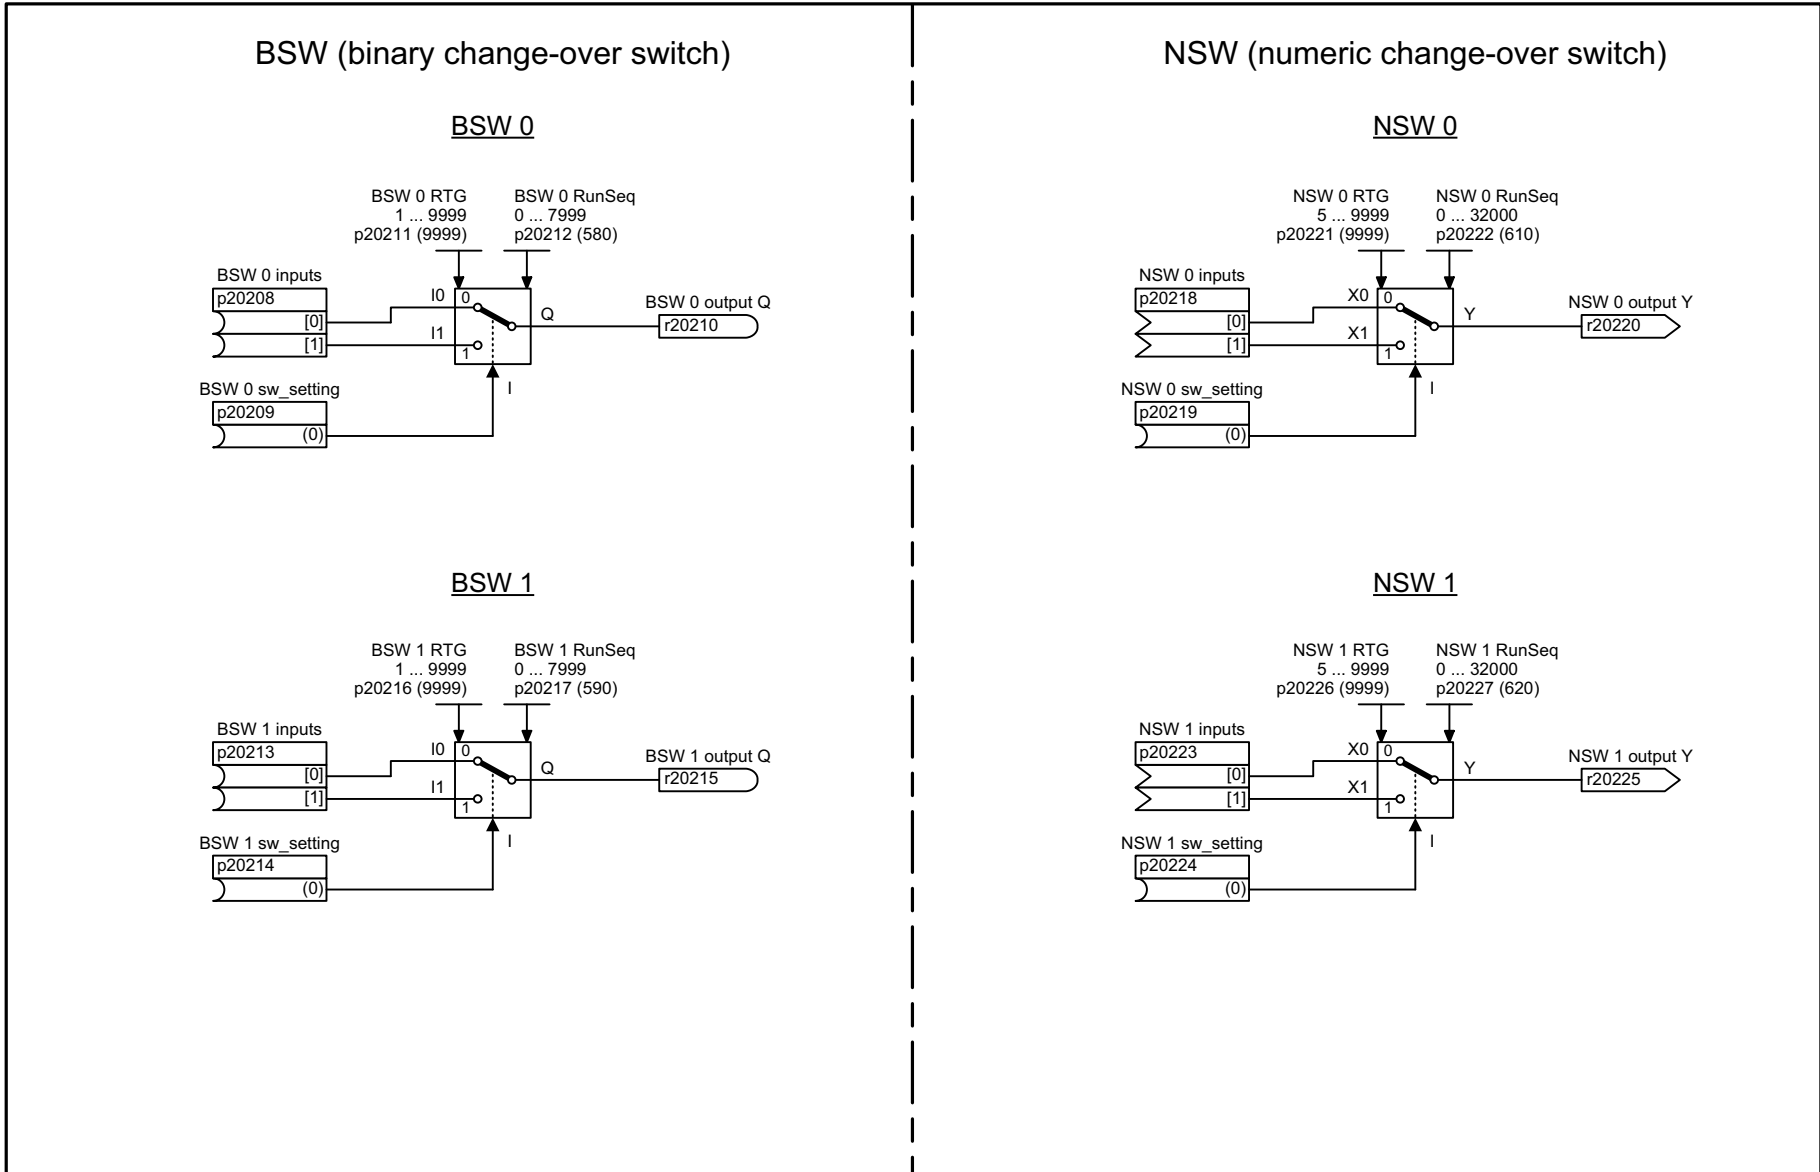 BSW (binary change-over switch)
BSW 0
BSW 0 RTG
1 ... 9999
p20211 (9999)
BSW 0 RunSeq
0 ... 7999
p20212 (580)
BSW 0 inputs
p20208
[0]
[1]
I0
I1
0
1
Q
I
BSW 0 output Q
r20210
BSW 0 sw_setting
p20209
(0)
BSW 1
BSW 1 RTG
1 ... 9999
p20216 (9999)
BSW 1 RunSeq
0 ... 7999
p20217 (590)
BSW 1 inputs
p20213
[0]
[1]
I0
I1
0
1
Q
I
BSW 1 output Q
r20215
BSW 1 sw_setting
p20214
(0)
NSW (numeric change-over switch)
NSW 0
NSW 0 RTG
5 ... 9999
p20221 (9999)
NSW 0 RunSeq
0 ... 32000
p20222 (610)
NSW 0 inputs
p20218
[0]
[1]
X0
X1
0
1
Y
I
NSW 0 output Y
r20220
NSW 0 sw_setting
p20219
(0)
NSW 1
NSW 1 RTG
5 ... 9999
p20226 (9999)
NSW 1 RunSeq
0 ... 32000
p20227 (620)
NSW 1 inputs
p20223
[0]
[1]
X0
X1
0
1
Y
I
NSW 1 output Y
r20225
NSW 1 sw_setting
p20224
(0)